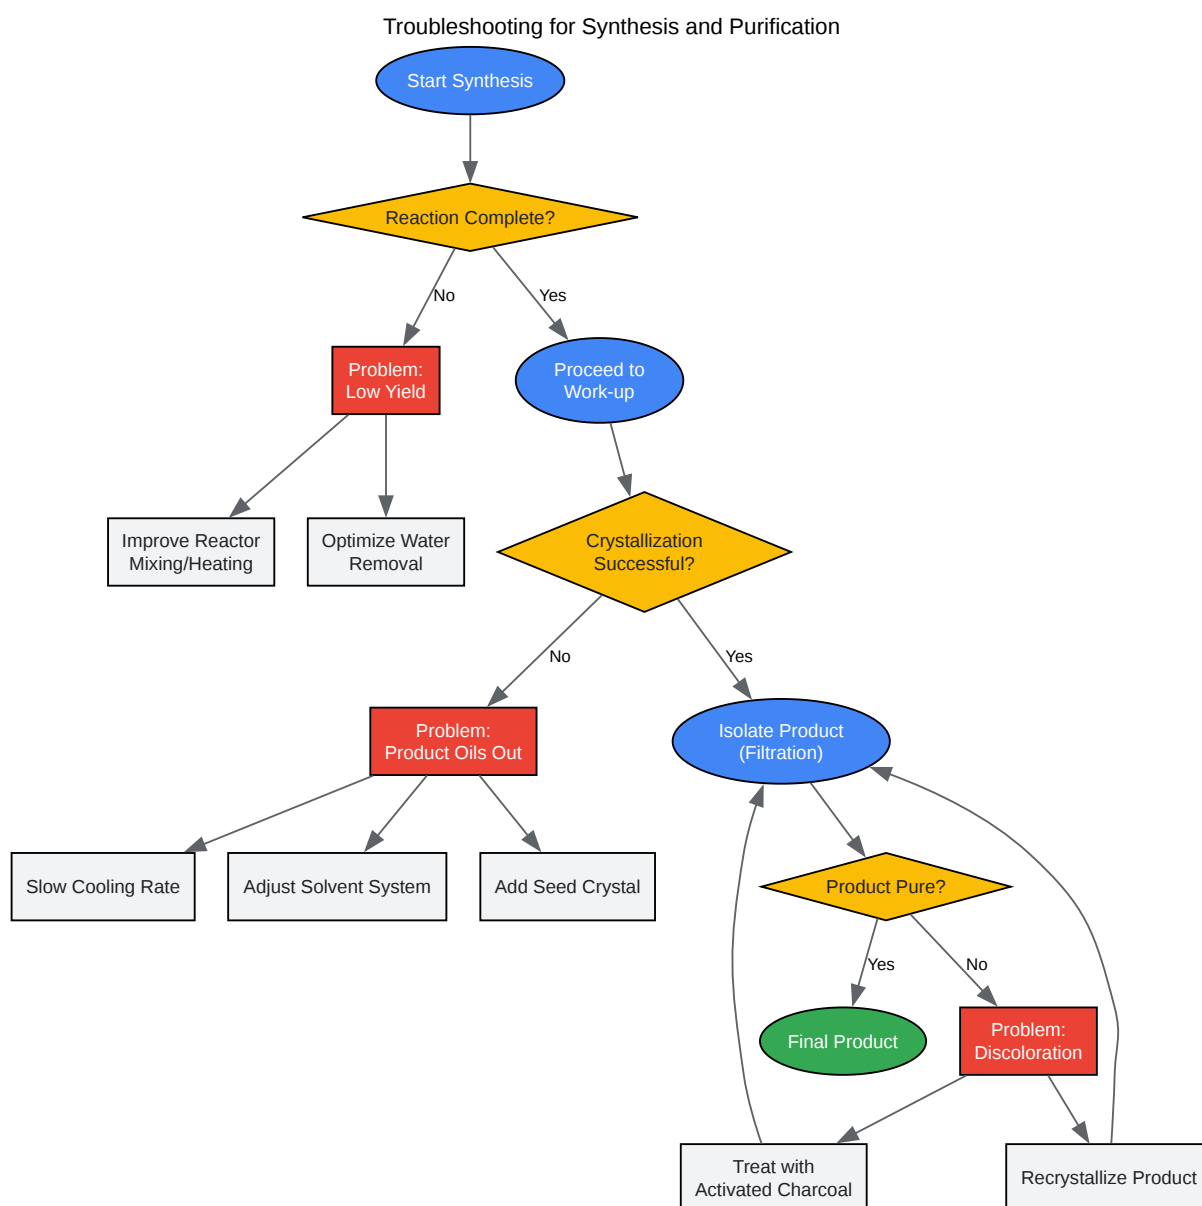 Troubleshooting for Synthesis and Purification
Start Synthesis
Reaction Complete?
No
Yes
Problem:
Low Yield
Proceed to
Work-up
Improve Reactor
Mixing/Heating
Optimize Water
Removal
Crystallization
Successful?
No
Yes
Problem:
Product Oils Out
Isolate Product
(Filtration)
Slow Cooling Rate
Adjust Solvent System
Add Seed Crystal
Product Pure?
Yes
No
Final Product
Problem:
Discoloration
Treat with
Activated Charcoal
Recrystallize Product